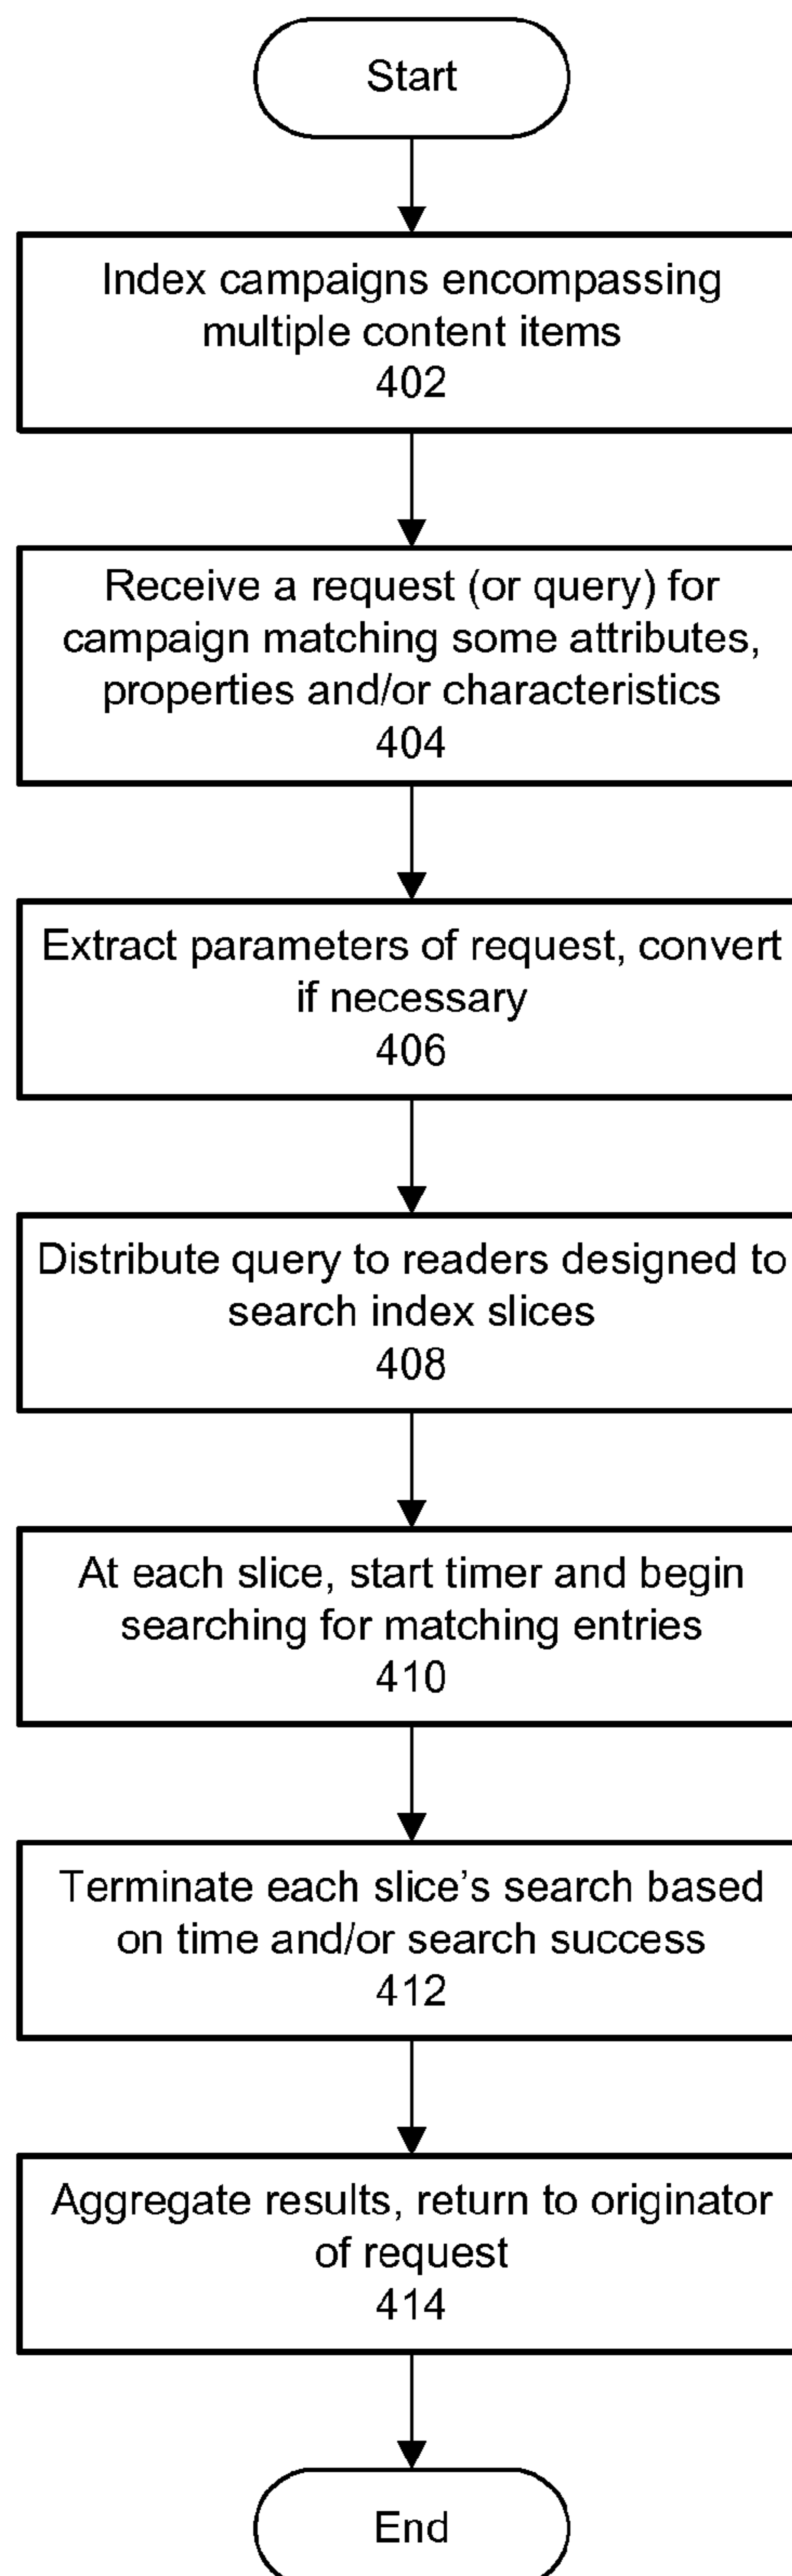 Start
Index campaigns encompassing
multiple content items
402
Receive a request (or query) for
campaign matching some attributes,
properties and/or characteristics
404
Extract parameters of request, convert
if necessary
406
Distribute query to readers designed to
search index slices
408
At each slice, start timer and begin
searching for matching entries
410
Terminate each slice’s search based
on time and/or search success
412
Aggregate results, return to originator
of request
414
End